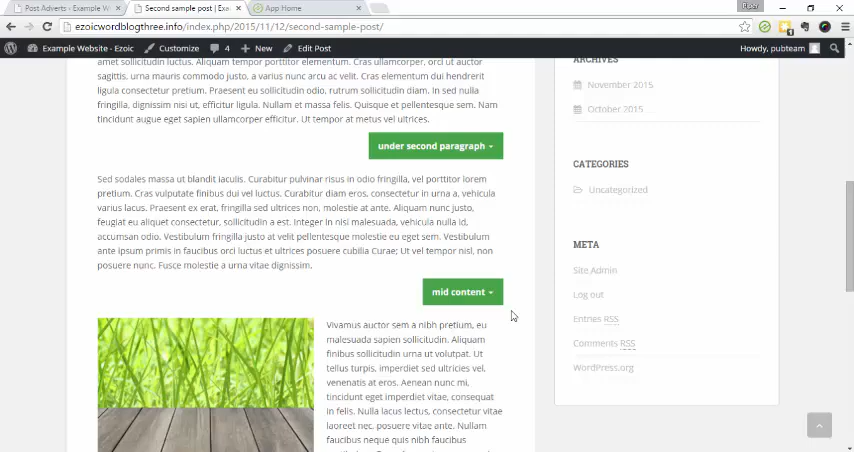 Post Adverts - Example W
Second sample post | Exa
App Home
Piper
ezoicwordblogthree.info/index.php/2015/11/12/second-sample-post/
Example Website - Ezoic
Customize
4
New
Edit Post
Howdy, pubteam
amet sollicitudin luctus. Aliquam porttitor elementum. Cras ullamcorper, orci ut auctor
sagittis, urna mauris commodo justo, a varius nunc arcu ac velit. Cras elementum dui hendrerit
ligula consectetur pretium. Praesent eu sollicitudin odio, rutrum sollicitudin diam. In sed nulla
fringilla, dignissim nisi ut, efficitur ligula. Nullam et massa felis. Quisque et pellentesque sem. Nam
tincidunt augue eget sapien ullamcorper efficitur. Ut tempor at metus vel ultrices.
under second paragraph
Sed sodales massa ut blandit iaculis. Curabitur pulvinar risus in odio fringilla, vel porttitor lorem
pretium. Cras vulputate finibus dui vel luctus. Curabitur diam eros, consectetur in urna a, vehicula
varius lacus. Praesent ex erat, fringilla sed ultrices non, molestie at ante. Aliquam nunc justo,
feugiat eu aliquet consectetur, sollicitudin a est. Integer in nisi malesuada, vehicula nulla id,
accumsan odio. Vestibulum fringilla justo at velit pellentesque molestie eu eget sem. Vestibulum
ante ipsum primis in faucibus orci luctus et ultrices posuere cubilia Curae; Ut vel tempor nisl, non
posuere nunc. Fusce molestie a urna vitae dignissim.
mid content
Vivamus auctor sem a nibh pretium, eu
malesuada sapien sollicitudin. Aliquam
finibus sollicitudin urna ut volutpat. Ut
tellus turpis, imperdiet sed ultricies vel,
venenatis at eros. Aenean nunc mi,
tincidunt eget imperdiet vitae, consequat
in felis. Nulla lacus lectus, consectetur vitae
laoreet nec, posuere vitae ante. Nullam
faucibus neque quis nibh faucibus
ARCHIVES
November 2015
October 2015
CATEGORIES
Uncategorized
META
Site Admin
Log out
Entries RSS
Comments RSS
WordPress.org